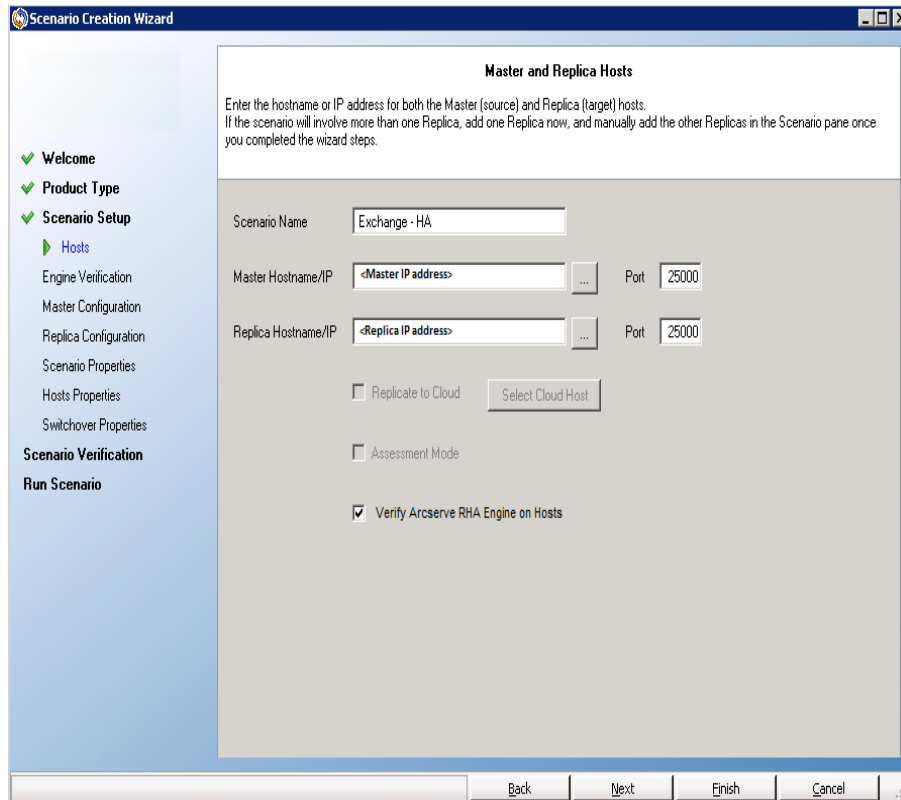 Scenario Creation Wizard
Master and Replica Hosts
Enter the hostname or IP address for both the Master (source) and Replica (target) hosts.
If the scenario will involve more than one Replica, add one Replica now, and manually add the other Replicas in the Scenario pane once
you completed the wizard steps.
Welcome
Product Type
Scenario Setup
Hosts
Engine Verification
Master Configuration
Replica Configuration
Scenario Properties
Hosts Properties
Switchover Properties
Scenario Verification
Run Scenario
Scenario Name Exchange - HA
Master Hostname/IP <Master IP address> ... Port 25000
Replica Hostname/IP <Replica IP address> ... Port 25000
Replicate to Cloud Select Cloud Host
Assessment Mode
Verify Arcserve RHA Engine on Hosts
Back Next Finish Cancel